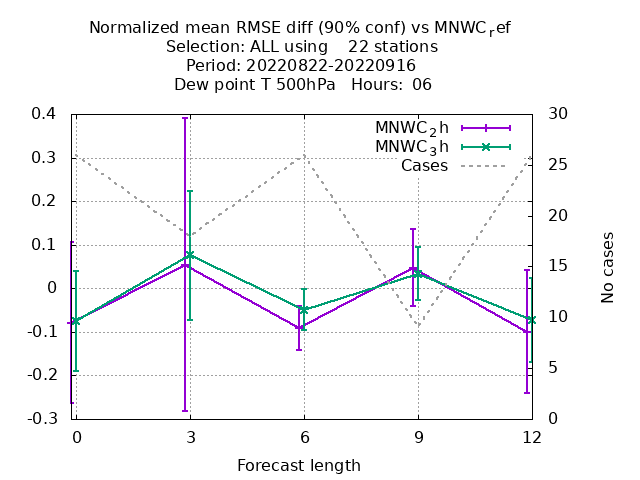 Normalized mean RMSE diff (90% conf) vs MNWC_ref
Selection: ALL using    22 stations
Period: 20220822-20220916
Dew point T 500hPa   Hours:  06
0.4
0.3
0.2
0.1
0
-0.1
-0.2
-0.3
30
25
20
15
10
5
0
MNWC_2h
MNWC_3h
Cases
No cases
0 3 6 9 12
Forecast length